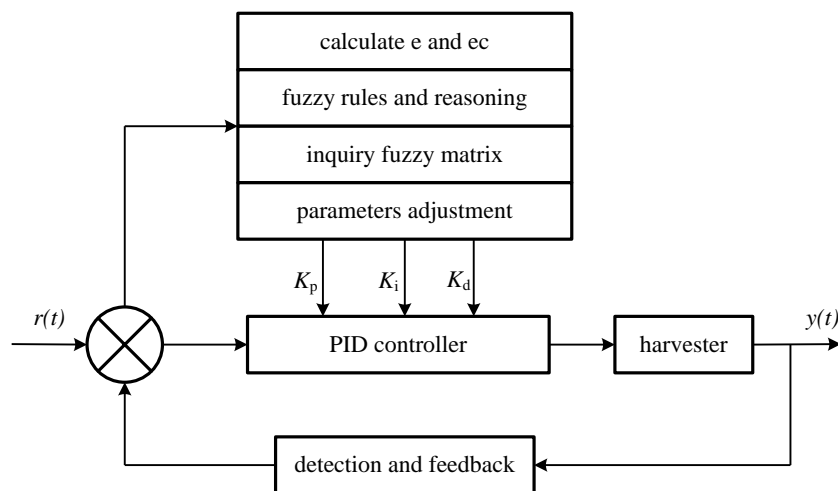 calculate e and ec
fuzzy rules and reasoning
inquiry fuzzy matrix
parameters adjustment
Kp
Ki
Kd
r(t)
PID controller
harvester
y(t)
detection and feedback